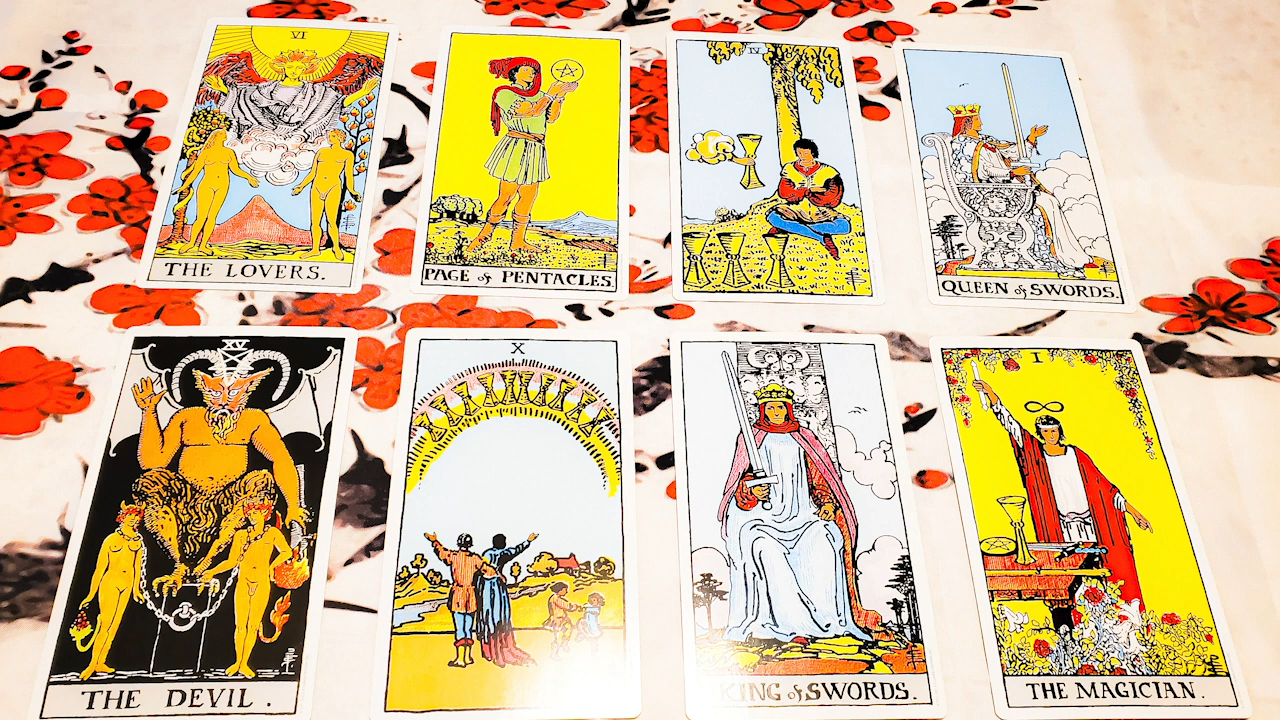 VI
THE LOVERS.
PAGE of PENTACLES.
IV
QUEEN of SWORDS.
XV
THE DEVIL.
X
KING of SWORDS.
I
THE MAGICIAN.